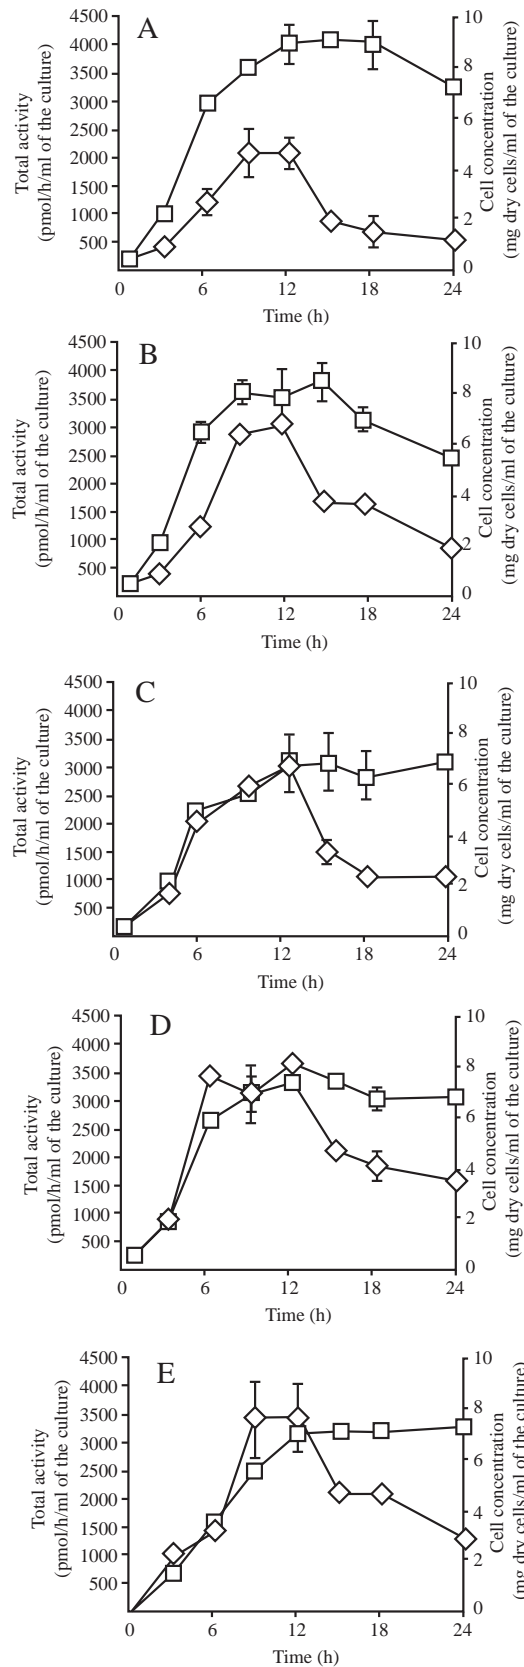 A
Total activity
(pmol/h/ml of the culture)
4500
4000
3500
3000
2500
2000
1500
1000
500
10
8
6
4
2
0
Cell concentration
(mg dry cells/ml of the culture)
0 6 12 18 24
Time (h)
B
Total activity
(pmol/h/ml of the culture)
4500
4000
3500
3000
2500
2000
1500
1000
500
10
8
6
4
2
0
Cell concentration
(mg dry cells/ml of the culture)
0 6 12 18 24
Time (h)
C
Total activity
(pmol/h/ml of the culture)
4500
4000
3500
3000
2500
2000
1500
1000
500
10
8
6
4
2
0
Cell concentration
(mg dry cells/ml of the culture)
0 6 12 18 24
Time (h)
D
Total activity
(pmol/h/ml of the culture)
4500
4000
3500
3000
2500
2000
1500
1000
500
10
8
6
4
2
0
Cell concentration
(mg dry cells/ml of the culture)
0 6 12 18 24
Time (h)
E
Total activity
(pmol/h/ml of the culture)
4500
4000
3500
3000
2500
2000
1500
1000
500
10
8
6
4
2
0
Cell concentration
(mg dry cells/ml of the culture)
0 6 12 18 24
Time (h)